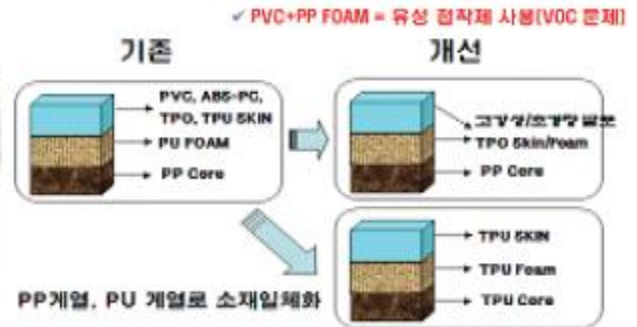 ✓ PVC+PP FOAM = 유성 접착제 사용(VOC 문제)
기존
개선
PVC, ABS-PC,
TPO, TPU SKIN
PU FOAM
PP Core
TPO Skin/Foam
PP Core
TPU SKIN
TPU Foam
TPU Core
PP계열, PU 계열로 소재일체화